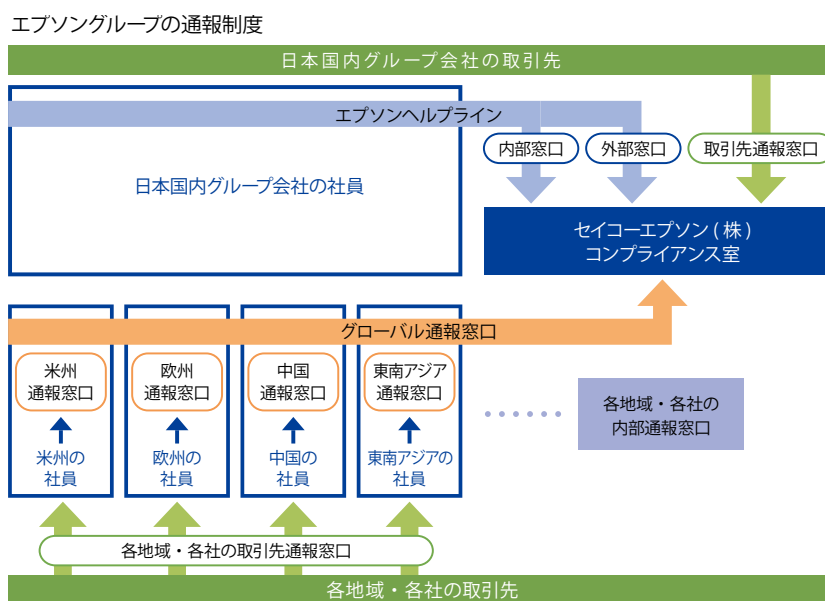 エプソングループの通報制度
日本国内グループ会社の取引先
エプソンヘルプライン
内部窓口
外部窓口
取引先通報窓口
日本国内グループ会社の社員
セイコーエプソン(株)
コンプライアンス室
グローバル通報窓口
米州
通報窓口
欧州
通報窓口
中国
通報窓口
東南アジア
通報窓口
各地域・各社の
内部通報窓口
米州の
社員
欧州の
社員
中国の
社員
東南アジアの
社員
各地域・各社の取引先通報窓口
各地域・各社の取引先